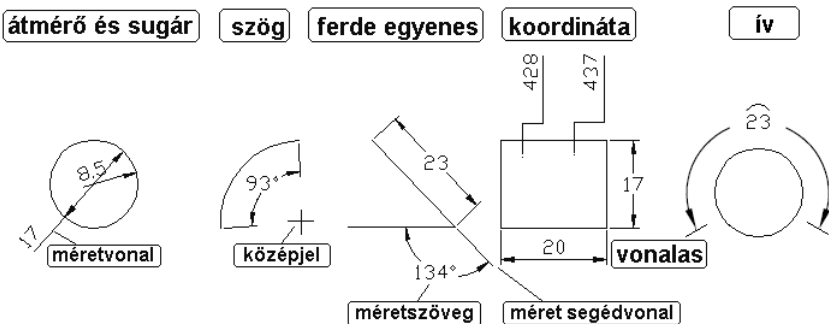 átmérő és sugár
szög
ferde egyenes
koordináta
ív
428
437
23
8.5
93°
23
17
17
méretvonal
középjel
20
vonalas
134°
méretszöveg
méret segédvonal